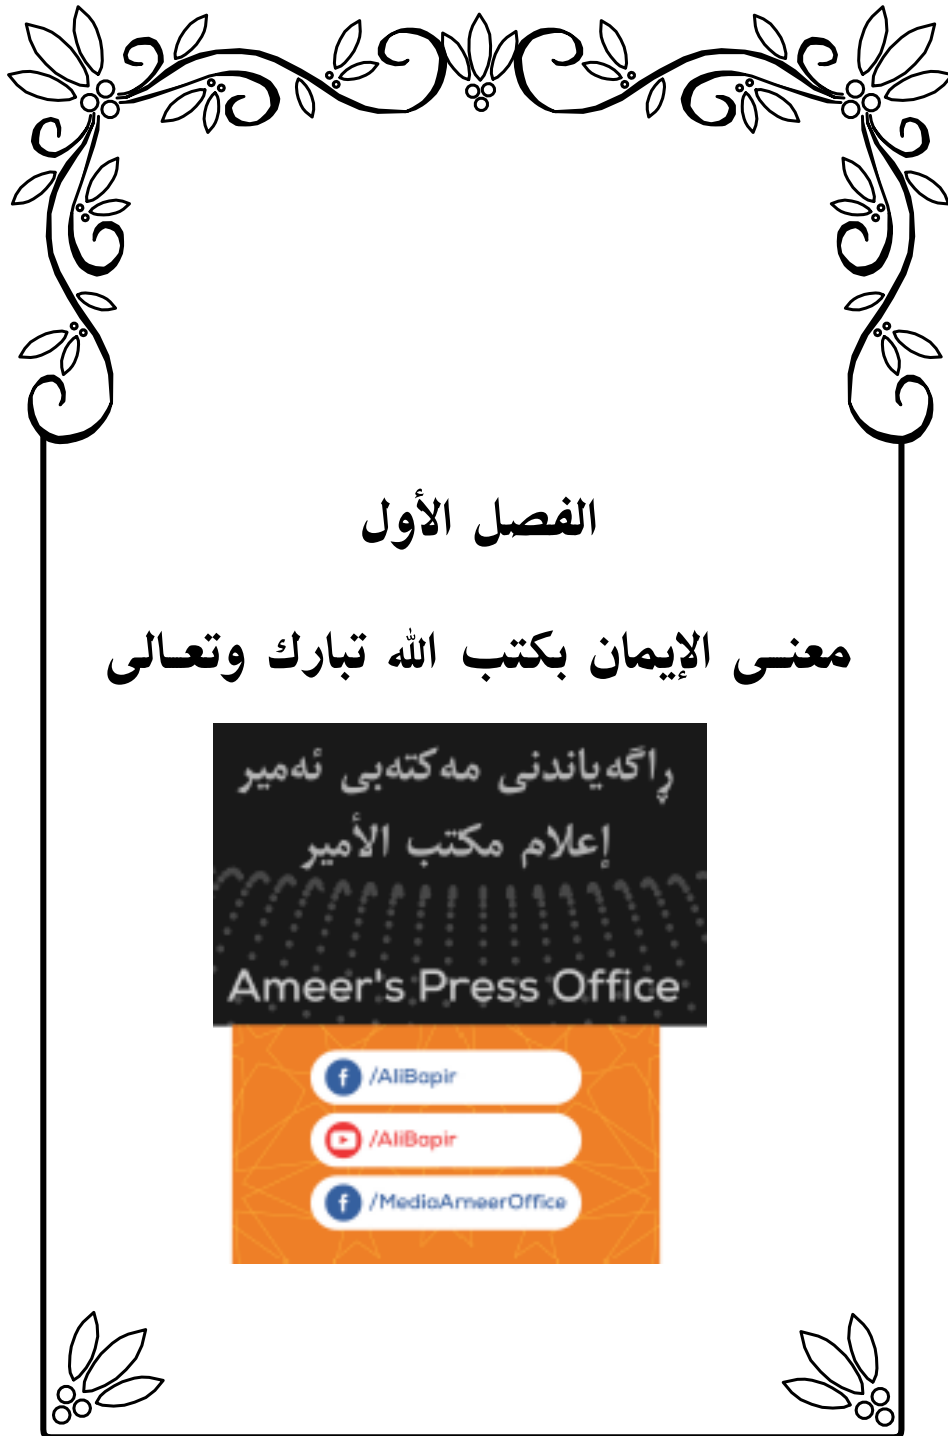 الفصل الأول
معنـى الإيمان بكتب الله تبارك وتعـالى
ڕاگەیاندنی مەكتەبی ئەمیر
إعلام مكتب الأمير
Ameer's Press Office
/AliBapir
/AliBapir
/MediaAmeerOffice